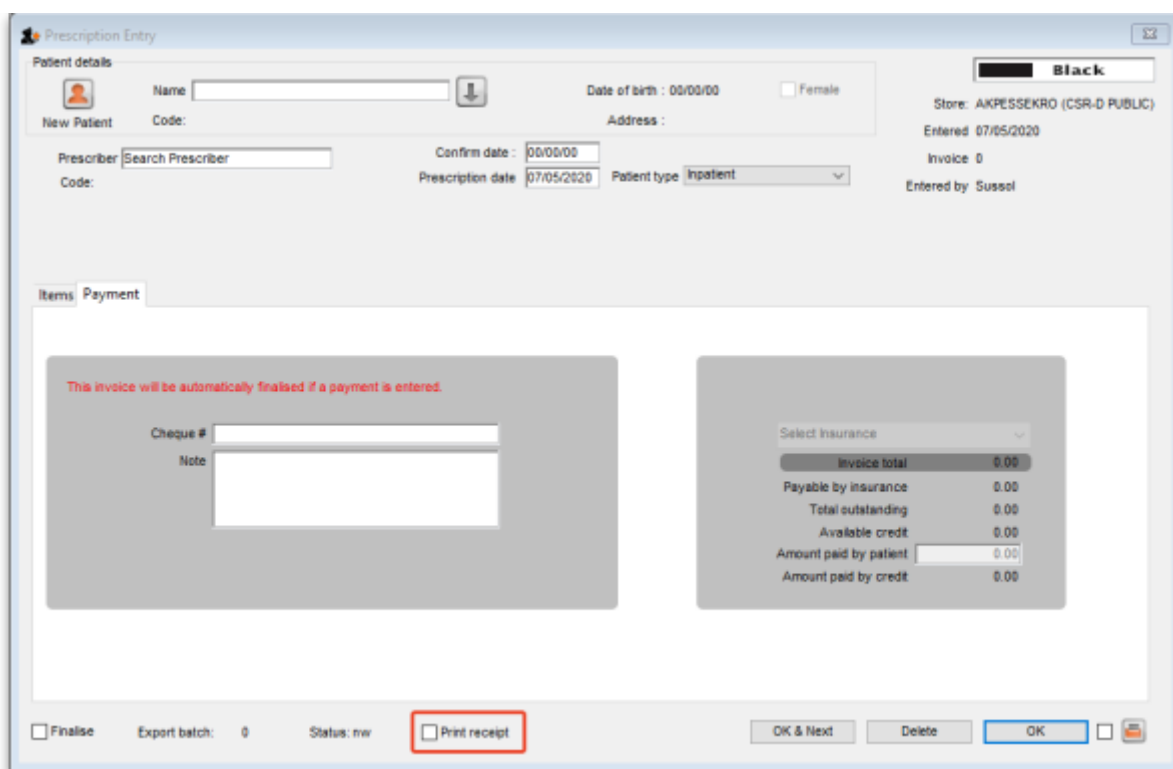 Prescription Entry
Patient details
Black
Name
Date of birth : 00/00/00
Female
Store: AKPESSEKRO (CSR-D PUBLIC)
New Patient
Code:
Address :
Entered 07/05/2020
Prescriber Search Prescriber
Confirm date : 00/00/00
Invoice 0
Code:
Prescription date 07/05/2020
Patient type Inpatient
Entered by Sussol
Items Payment
This invoice will be automatically finalised if a payment is entered.
Cheque #
Note
Select Insurance
Invoice total 0.00
Payable by insurance 0.00
Total outstanding 0.00
Available credit 0.00
Amount paid by patient 0.00
Amount paid by credit 0.00
Finalise
Export batch: 0
Status: nw
Print receipt
OK & Next
Delete
OK